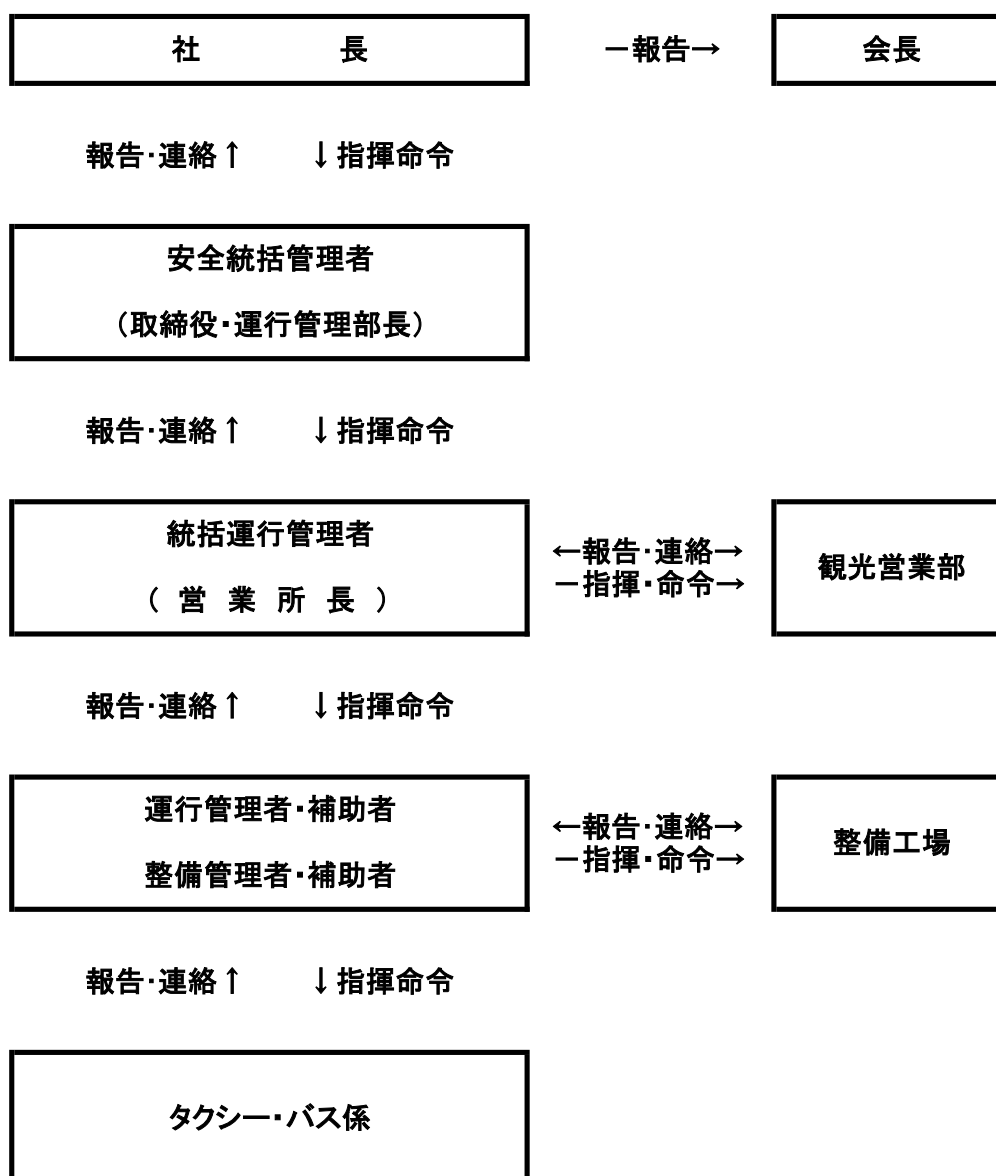 社　　　　長
－報告→
会長
報告・連絡↑　　↓指揮命令
安全統括管理者
（取締役・運行管理部長）
報告・連絡↑　　↓指揮命令
統括運行管理者
（　営　業　所　長　）
←報告・連絡→
－指揮・命令→
観光営業部
報告・連絡↑　　↓指揮命令
運行管理者・補助者
整備管理者・補助者
←報告・連絡→
－指揮・命令→
整備工場
報告・連絡↑　　↓指揮命令
タクシー・バス係